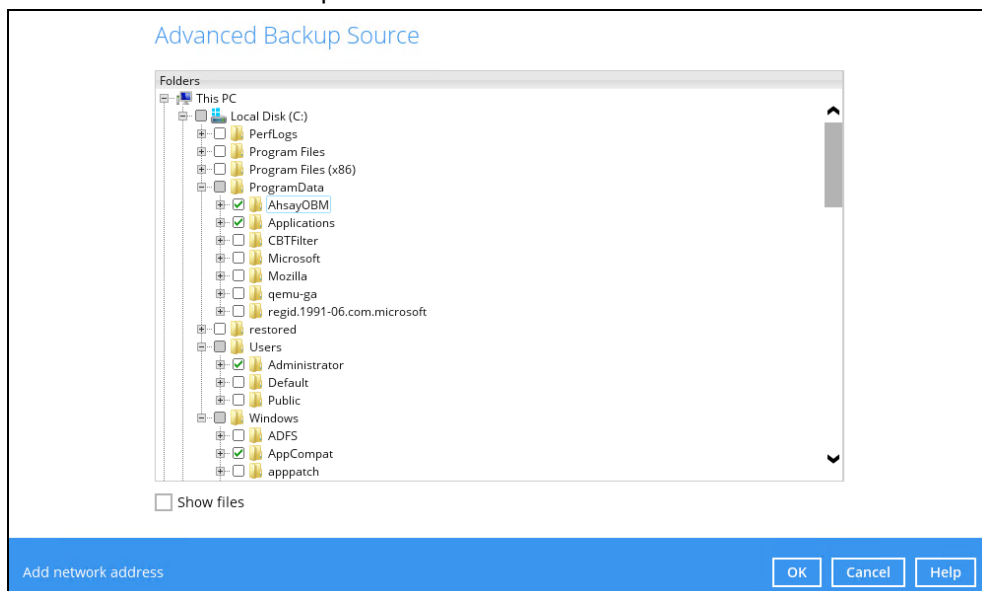 Advanced Backup Source
Folders
This PC
Local Disk (C:)
PerfLogs
Program Files
Program Files (x86)
ProgramData
AhsayOBM
Applications
CBTFilter
Microsoft
Mozilla
qemu-ga
regid.1991-06.com.microsoft
restored
Users
Administrator
Default
Public
Windows
ADFS
AppCompat
apppatch
Show files
Add network address OK Cancel Help